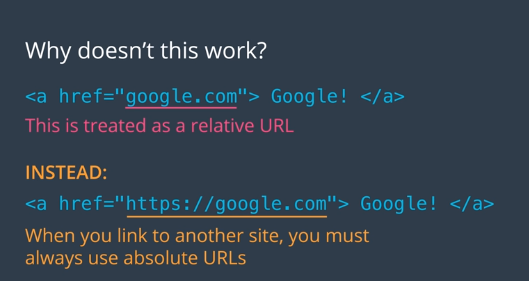 Why doesn’t this work?
<a href="google.com"> Google! </a>
This is treated as a relative URL
INSTEAD:
<a href="https://google.com"> Google! </a>
When you link to another site, you must
always use absolute URLs